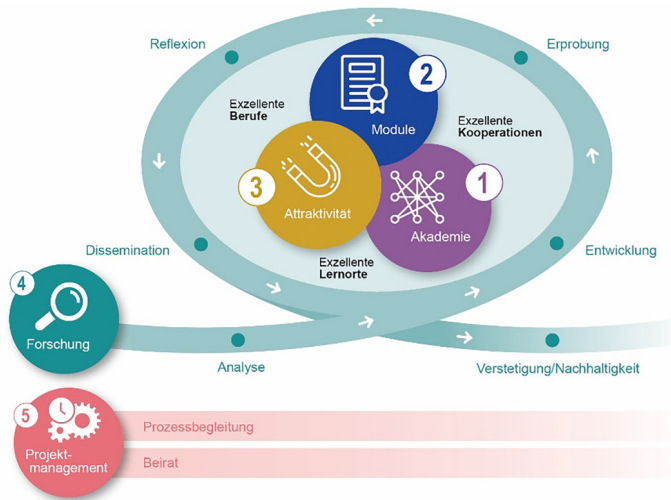 Reflexion
Erprobung
2
Module
Exzellente
Berufe
Exzellente
Kooperationen
3
Attraktivität
1
Akademie
Exzellente
Lernorte
Dissemination
Entwicklung
4
Forschung
Analyse
Verstetigung/Nachhaltigkeit
5
Projekt-
management
Prozessbegleitung
Beirat